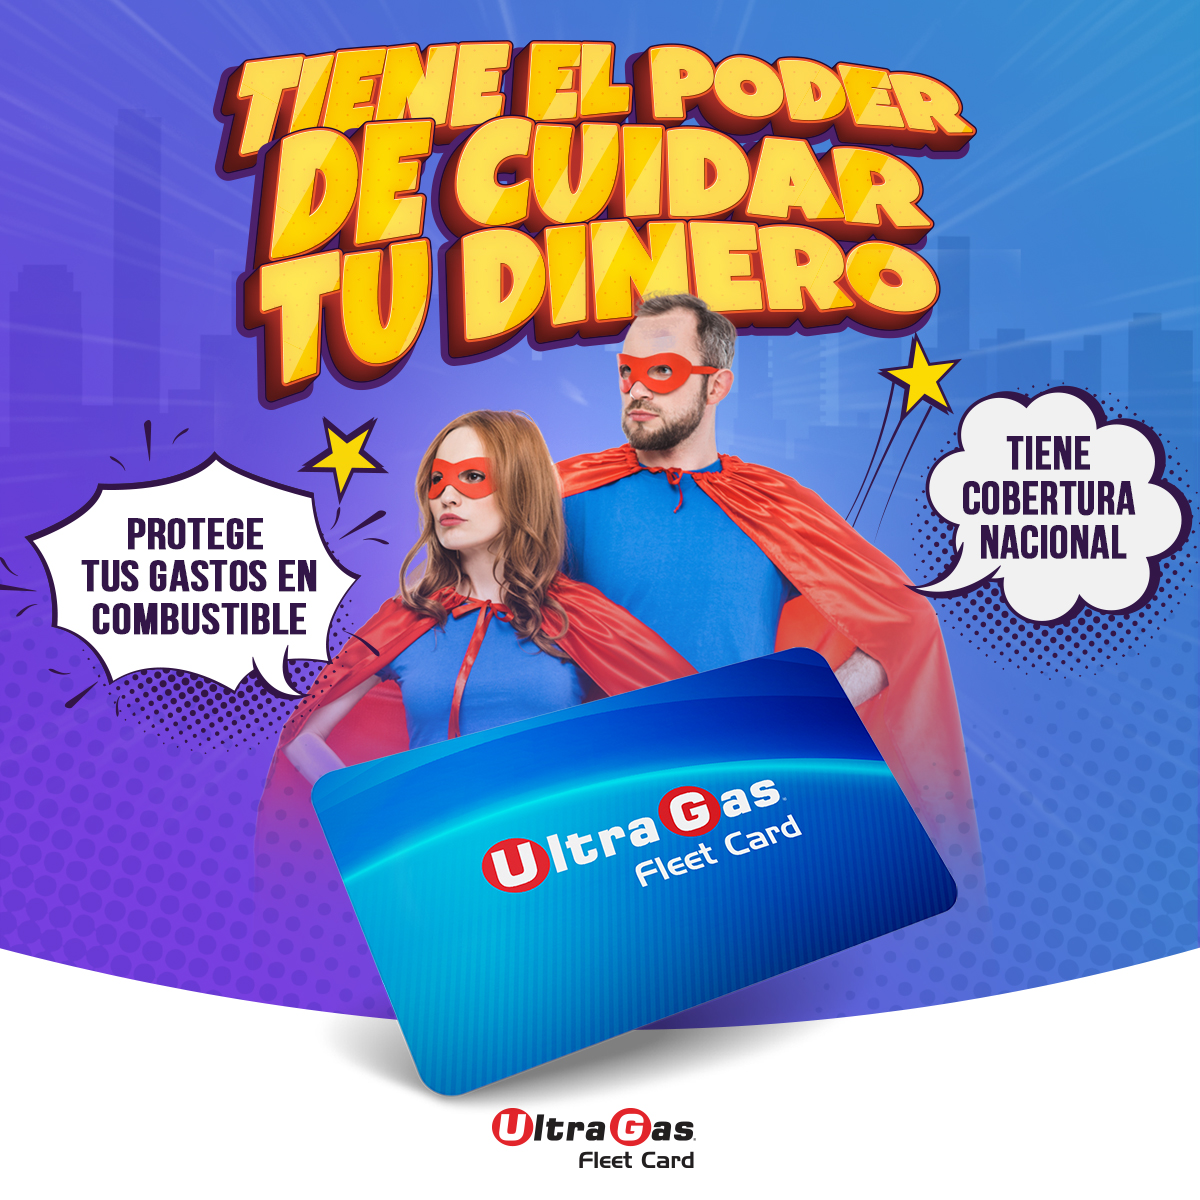 TIENE EL PODER
DE CUIDAR
TU DINERO
PROTEGE
TUS GASTOS EN
COMBUSTIBLE
TIENE
COBERTURA
NACIONAL
UltraGas
Fleet Card
UltraGas
Fleet Card